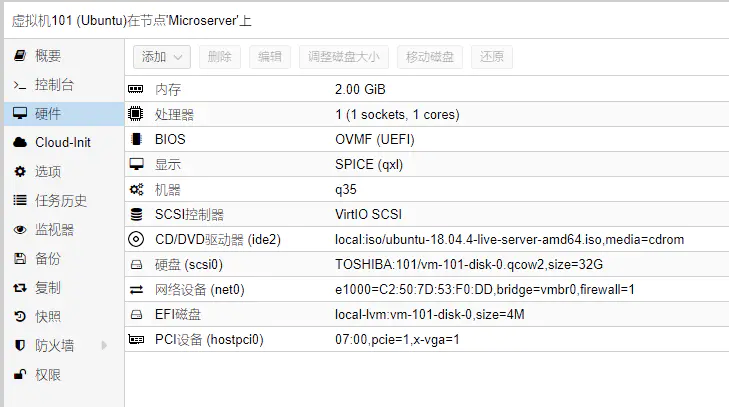 虚拟机101 (Ubuntu)在节点'Microserver'上
概要
控制台
硬件
Cloud-Init
选项
任务历史
监视器
备份
复制
快照
防火墙
权限
添加 删除 编辑 调整磁盘大小 移动磁盘 还原
内存 2.00 GiB
处理器 1 (1 sockets, 1 cores)
BIOS OVMF (UEFI)
显示 SPICE (qxl)
机器 q35
SCSI控制器 VirtIO SCSI
CD/DVD驱动器 (ide2) local:iso/ubuntu-18.04.4-live-server-amd64.iso,media=cdrom
硬盘 (scsi0) TOSHIBA:101/vm-101-disk-0.qcow2,size=32G
网络设备 (net0) e1000=C2:50:7D:53:F0:DD,bridge=vmbr0,firewall=1
EFI磁盘 local-lvm:vm-101-disk-0,size=4M
PCI设备 (hostpci0) 07:00,pcie=1,x-vga=1